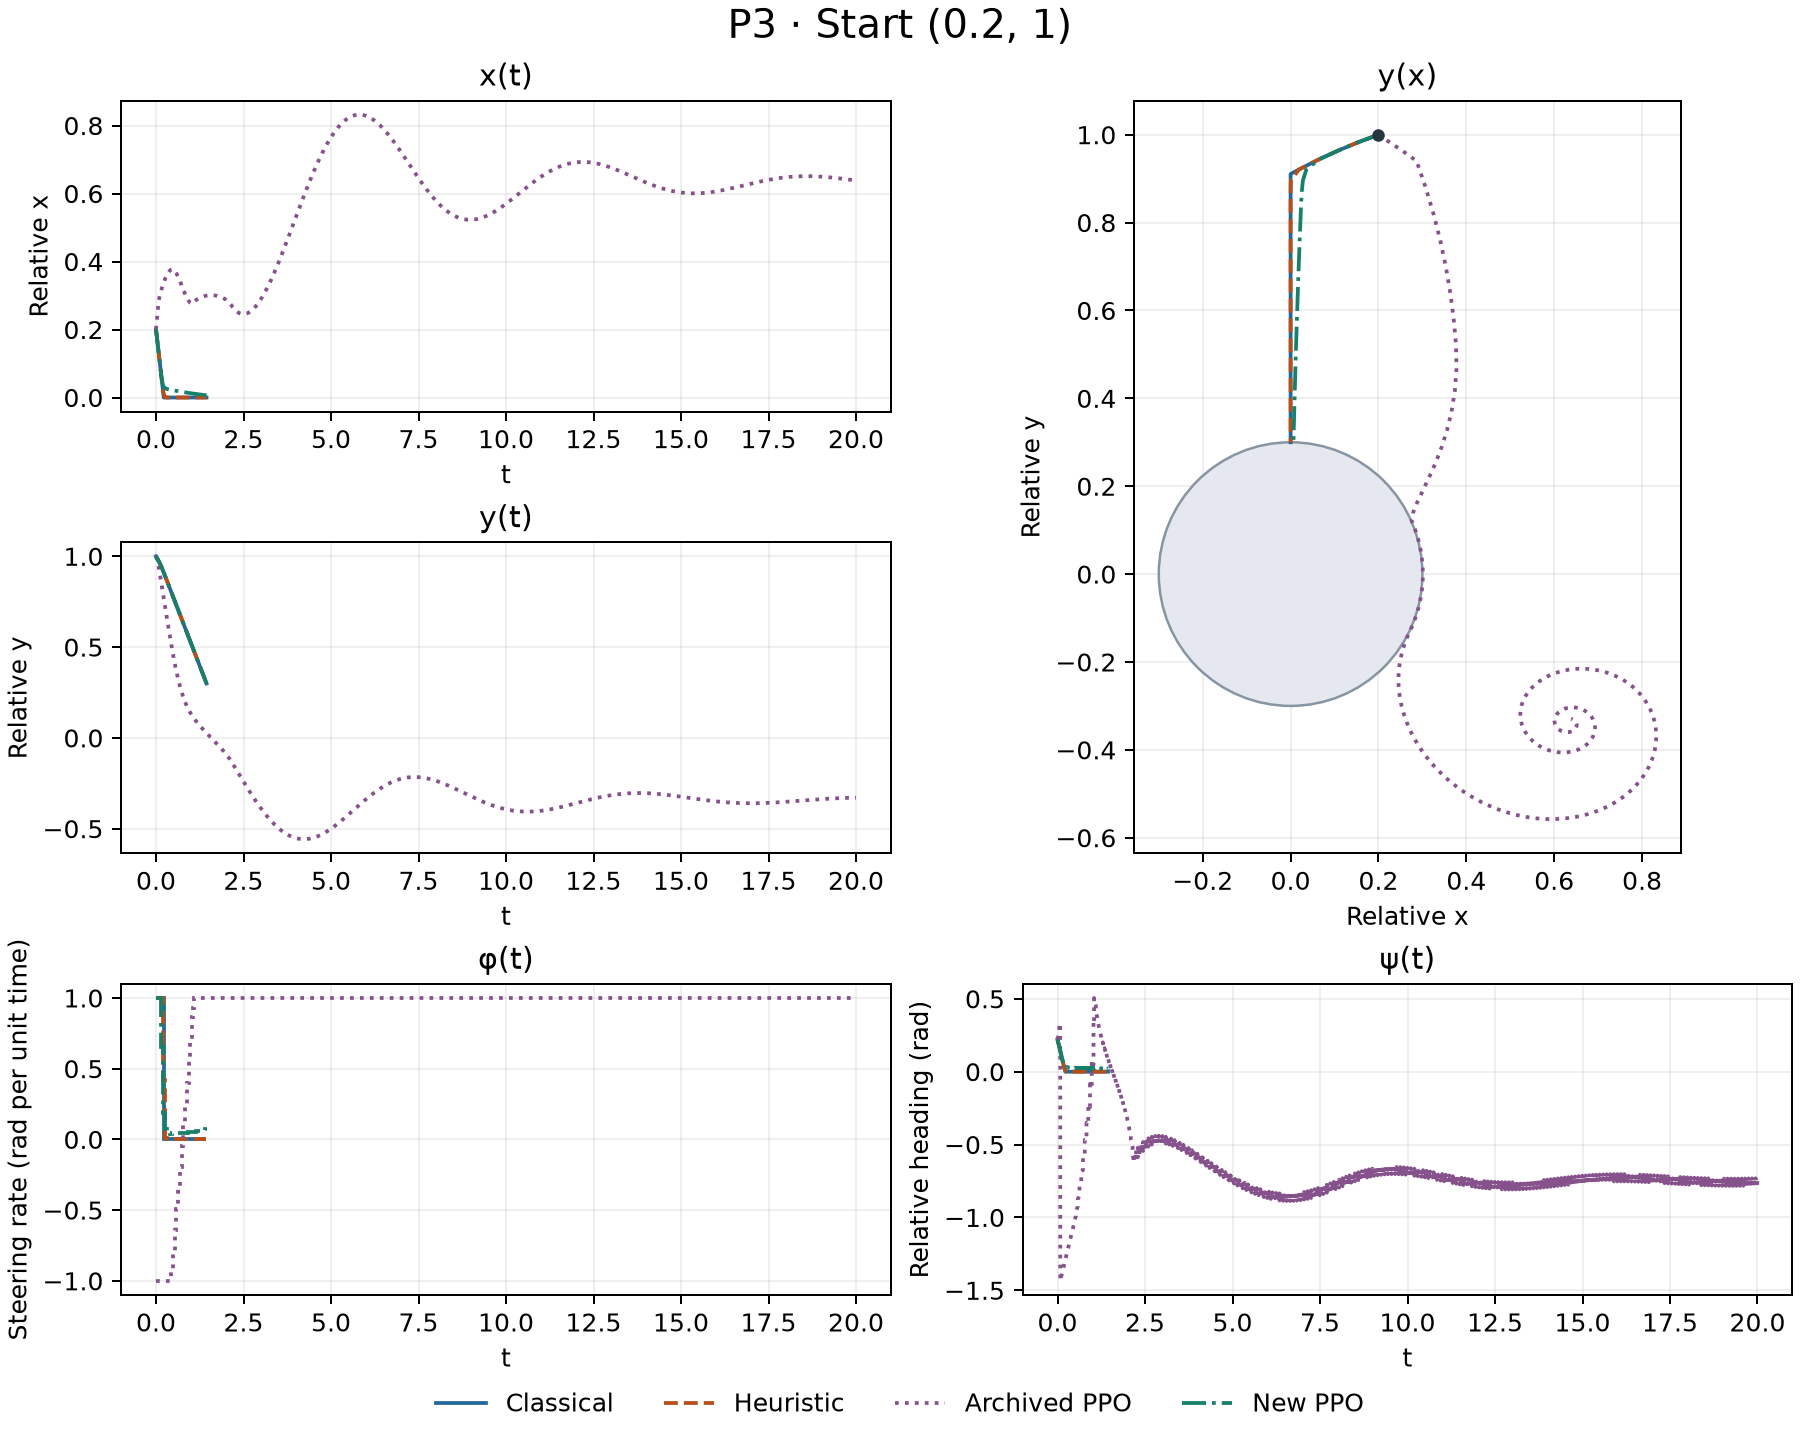 P3 · Start (0.2, 1)
x(t)
Relative x
0.8
0.6
0.4
0.2
0.0
0.0 2.5 5.0 7.5 10.0 12.5 15.0 17.5 20.0
t
y(x)
Relative y
1.0
0.8
0.6
0.4
0.2
0.0
−0.2
−0.4
−0.6
−0.2 0.0 0.2 0.4 0.6 0.8
Relative x
y(t)
Relative y
1.0
0.5
0.0
−0.5
0.0 2.5 5.0 7.5 10.0 12.5 15.0 17.5 20.0
t
φ(t)
Steering rate (rad per unit time)
1.0
0.5
0.0
−0.5
−1.0
0.0 2.5 5.0 7.5 10.0 12.5 15.0 17.5 20.0
t
ψ(t)
Relative heading (rad)
0.5
0.0
−0.5
−1.0
−1.5
0.0 2.5 5.0 7.5 10.0 12.5 15.0 17.5 20.0
t
Classical Heuristic Archived PPO New PPO